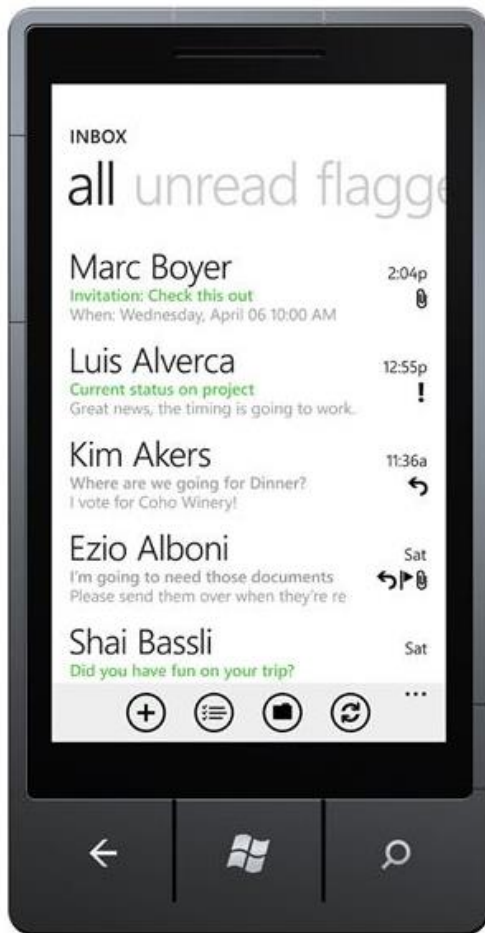 INBOX
all unread flagge
Marc Boyer
2:04p
Invitation: Check this out
When: Wednesday, April 06 10:00 AM
Luis Alverca
12:55p
Current status on project
!
Great news, the timing is going to work.
Kim Akers
11:36a
Where are we going for Dinner?
I vote for Coho Winery!
Ezio Alboni
Sat
I'm going to need those documents
Please send them over when they're re
Shai Bassli
Sat
Did you have fun on your trip?
...